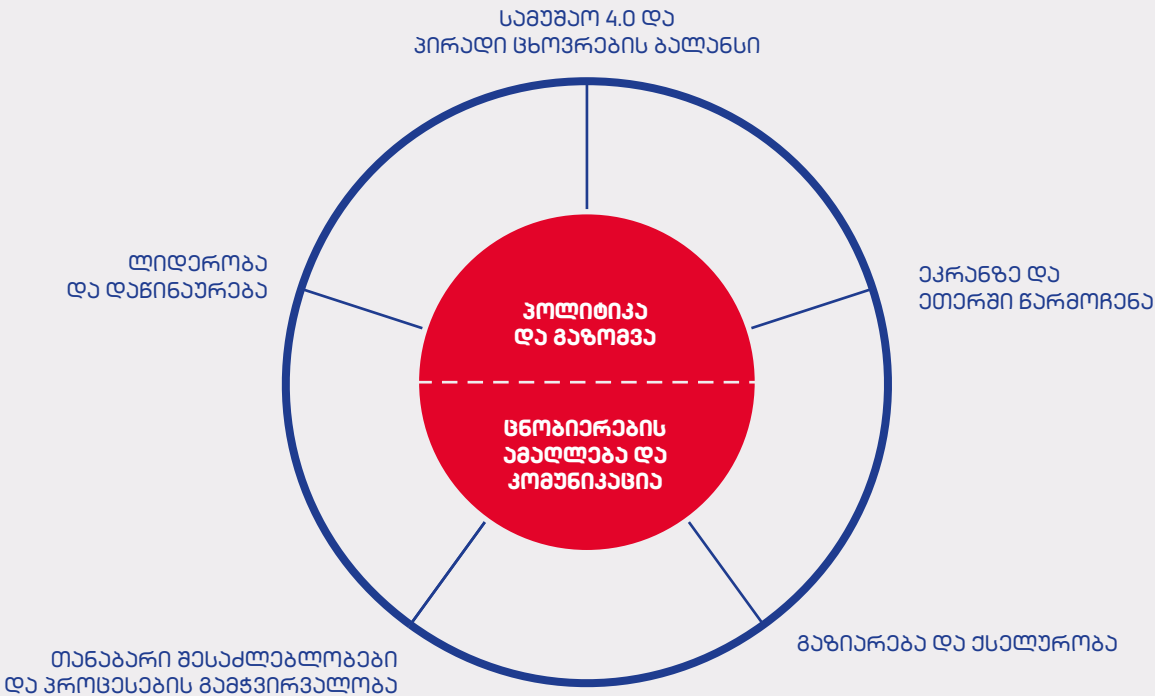 სამუშაო 4.0 და
პირადი ცხოვრების ბალანსი
ლიდერობა
და დაწინაურება
ეკრანზე და
ეთერში წარმოჩენა
პოლიტიკა
და გაზომვა
ცნობიერების
ამაღლება და
კომუნიკაცია
თანაბარი შესაძლებლობები
და პროცესების გამჭვირვალობა
გაზიარება და ქსელურობა